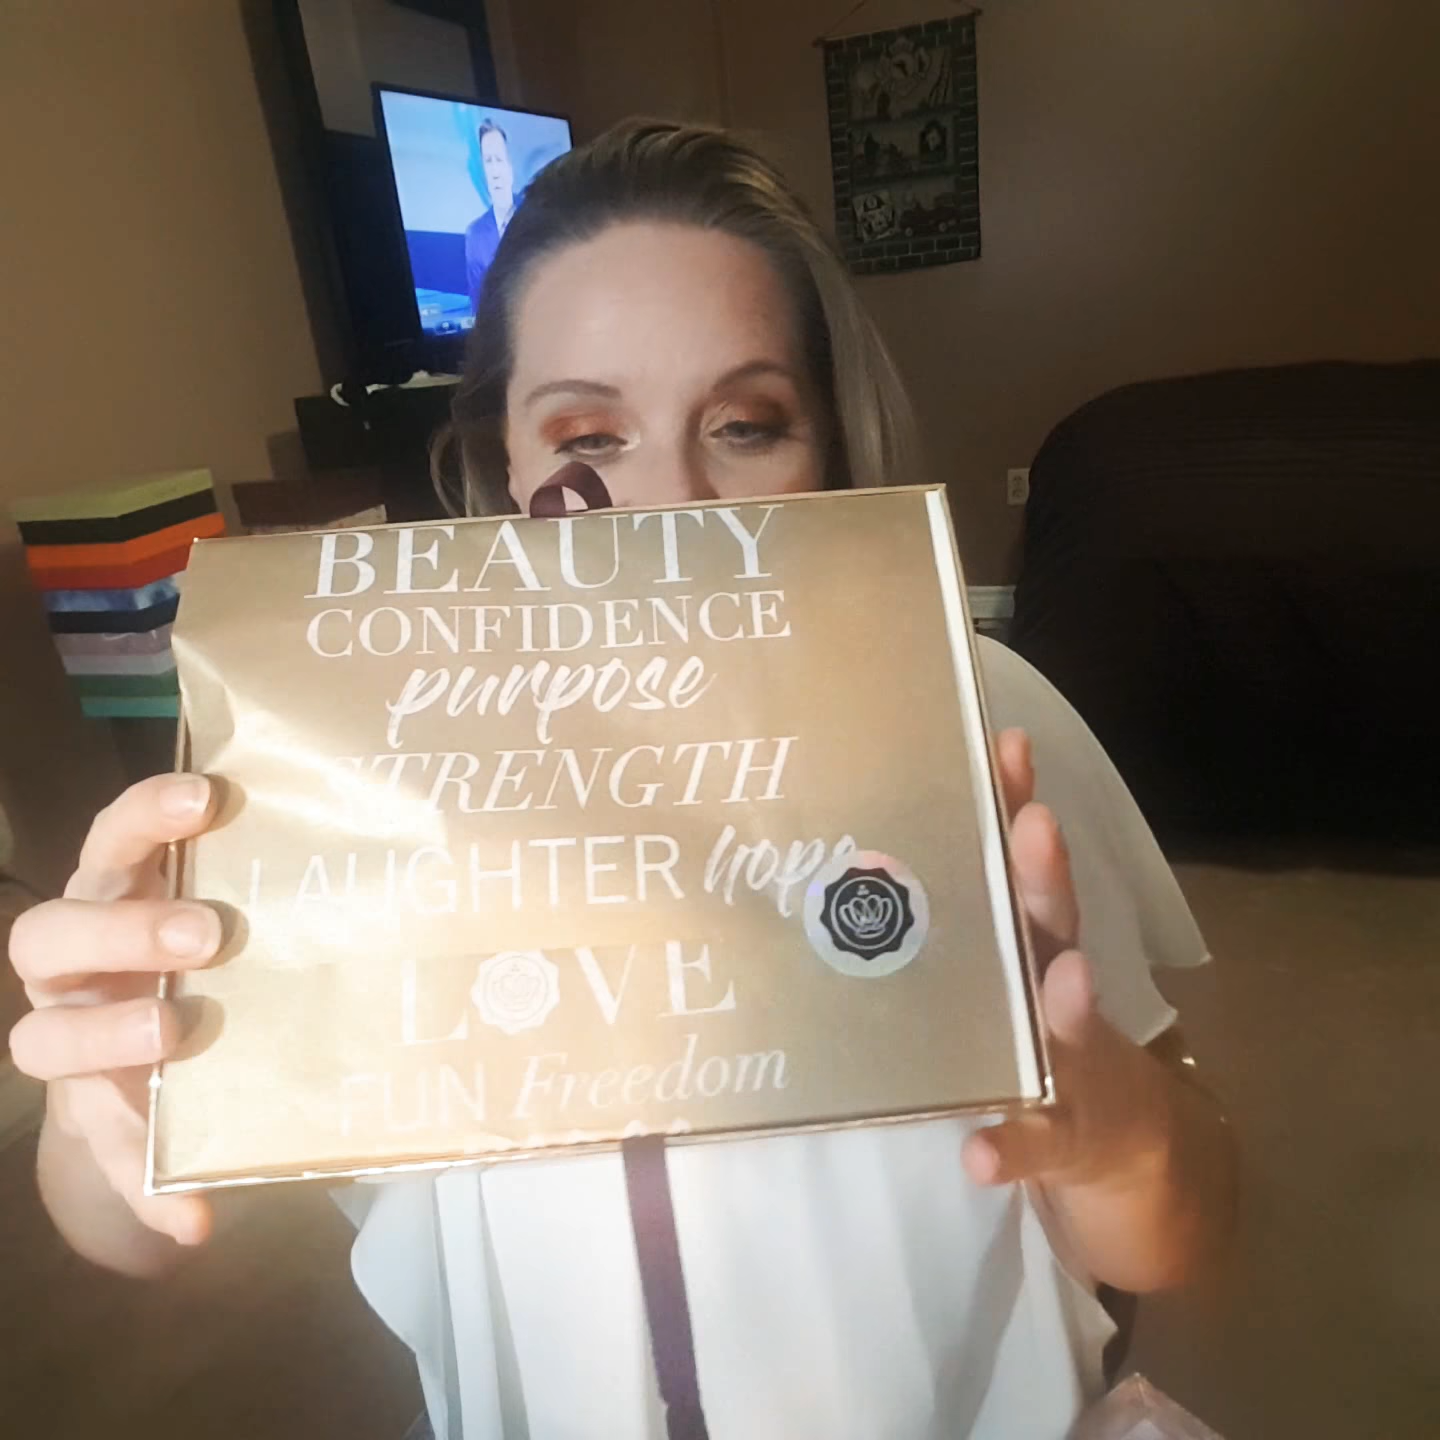 BEAUTY
CONFIDENCE
purpose
STRENGTH
LAUGHTER hope
LOVE
FUN Freedom